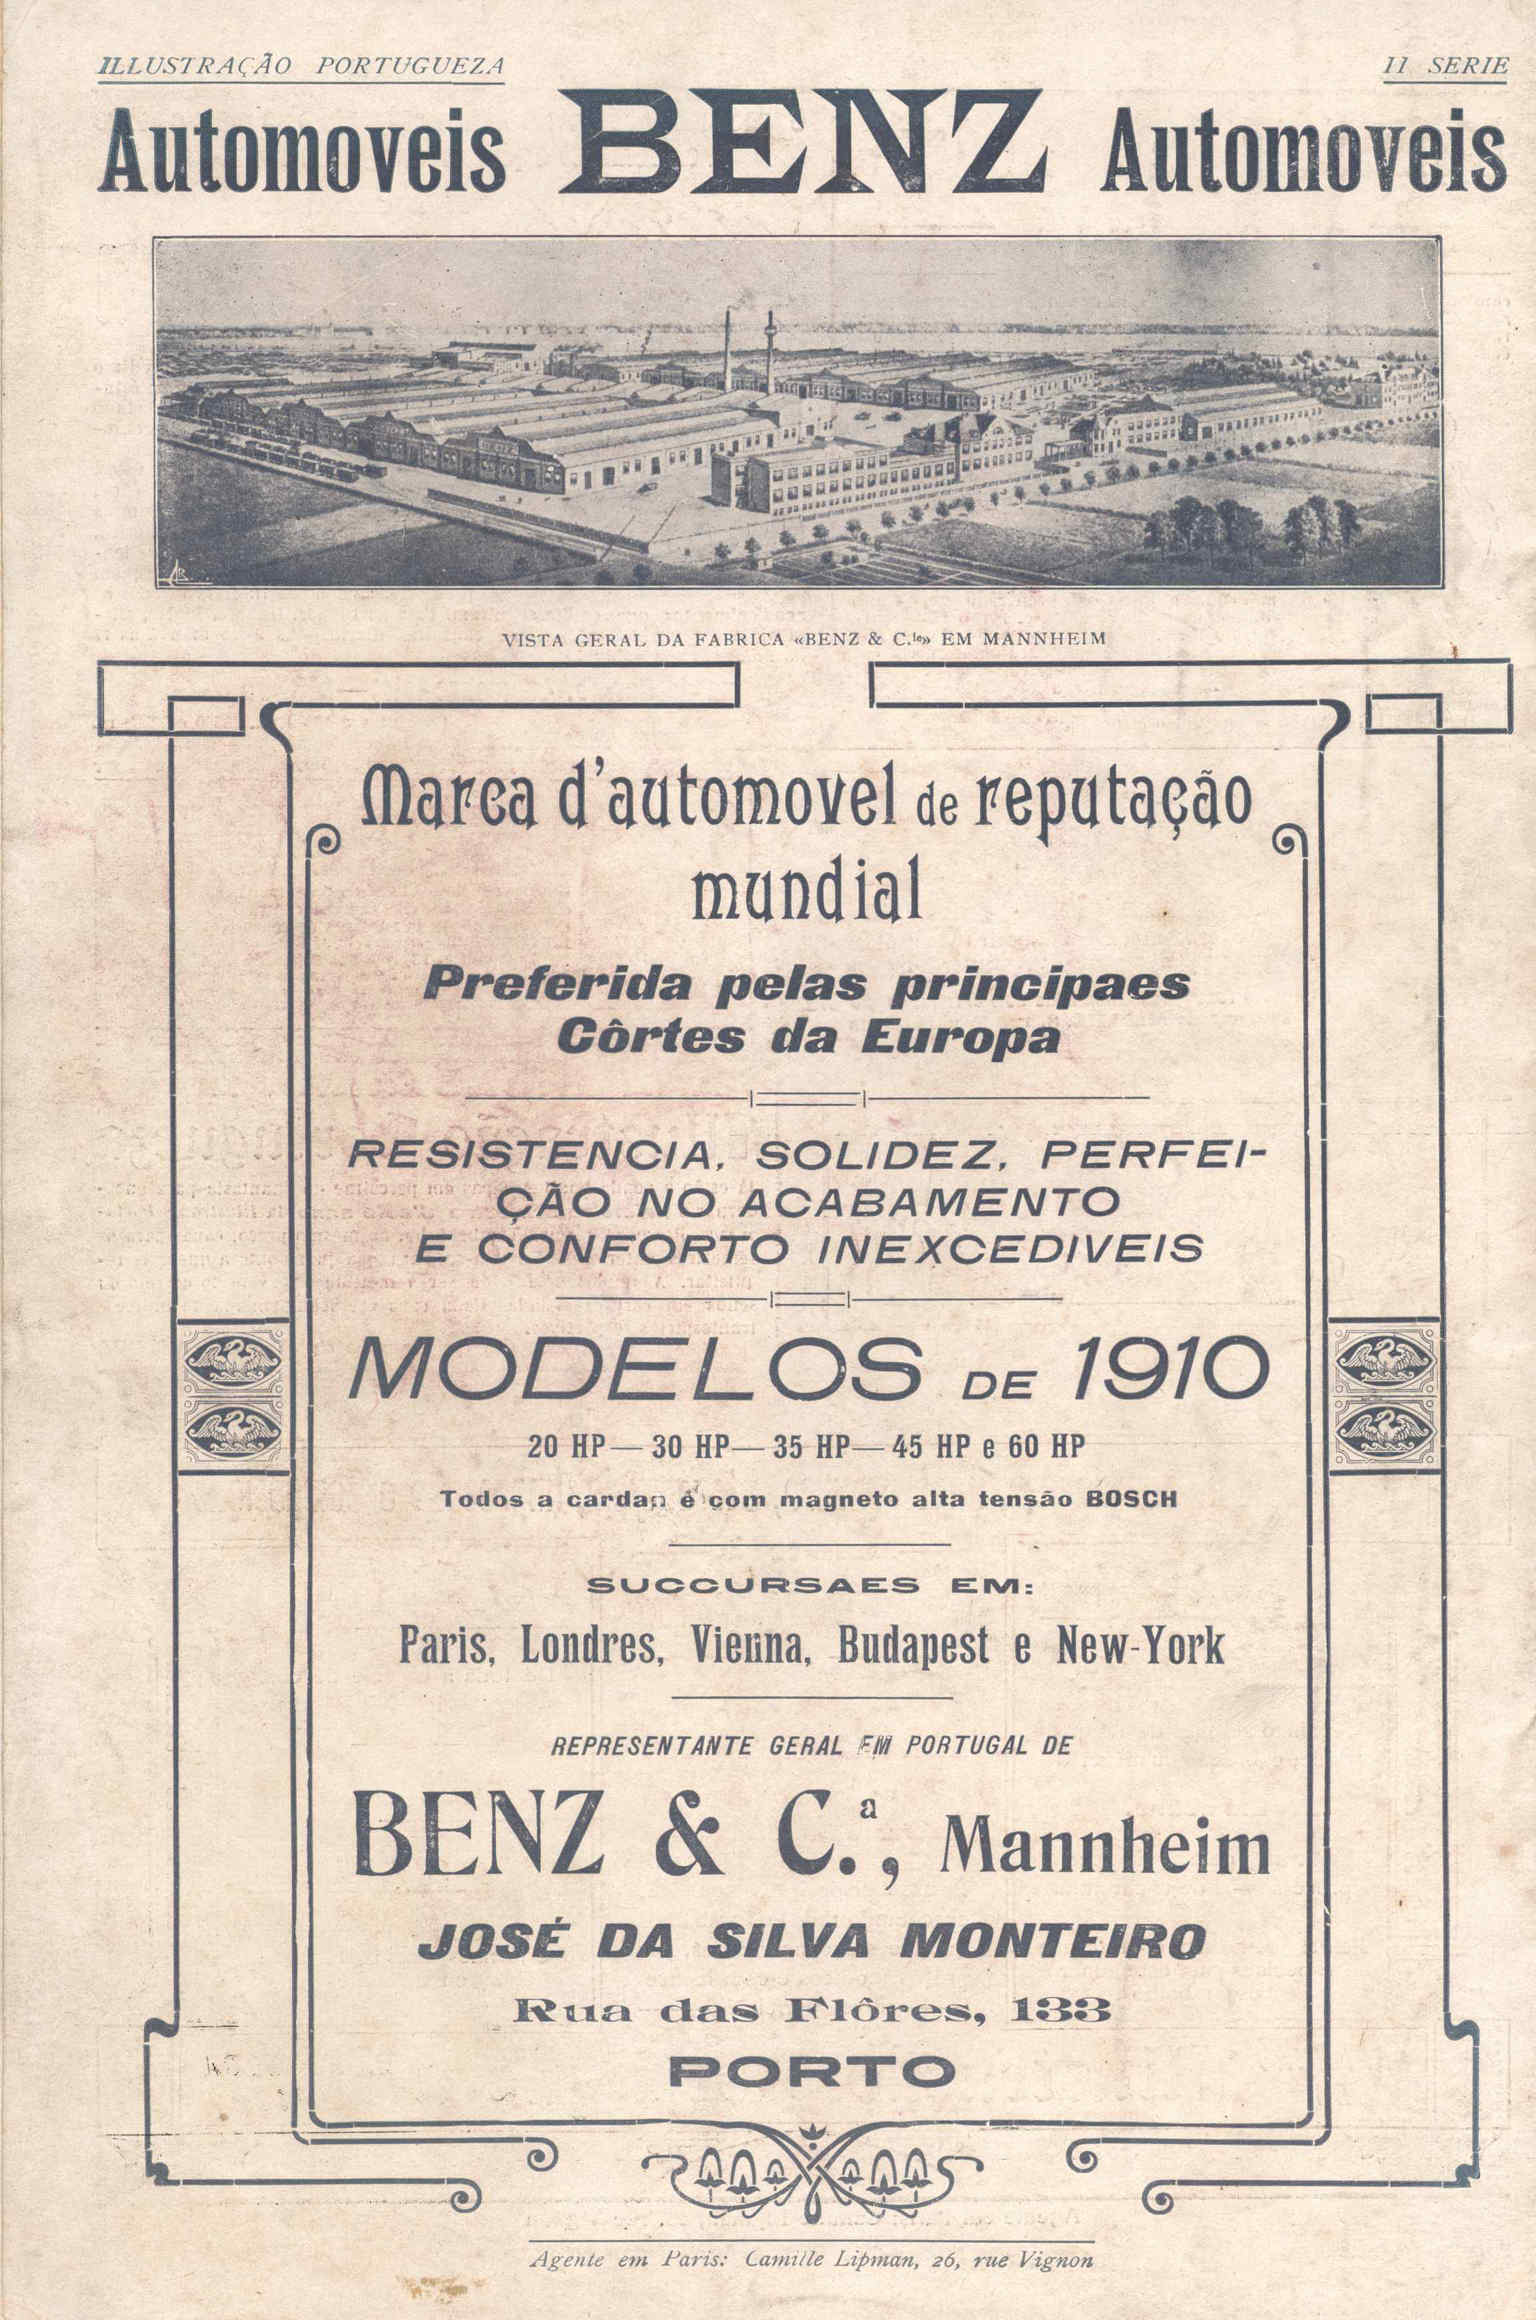 ILLUSTRAÇÃO PORTUGUEZA
II SERIE
Automoveis BENZ Automoveis
AB
VISTA GERAL DA FABRICA «BENZ & C.ie» EM MANNHEIM
Marca d'automovel de reputação
mundial
Preferida pelas principaes
Côrtes da Europa
RESISTENCIA, SOLIDEZ, PERFEI-
ÇÃO NO ACABAMENTO
E CONFORTO INEXCEDIVEIS
MODELOS DE 1910
20 HP—30 HP—35 HP—45 HP e 60 HP
Todos a cardan e com magneto alta tensão BOSCH
SUCCURSAES EM:
Paris, Londres, Vienna, Budapest e New-York
REPRESENTANTE GERAL EM PORTUGAL DE
BENZ & C.ª, Mannheim
JOSÉ DA SILVA MONTEIRO
Rua das Flôres, 133
PORTO
Agente em Paris: Camille Lipman, 26, rue Vignon